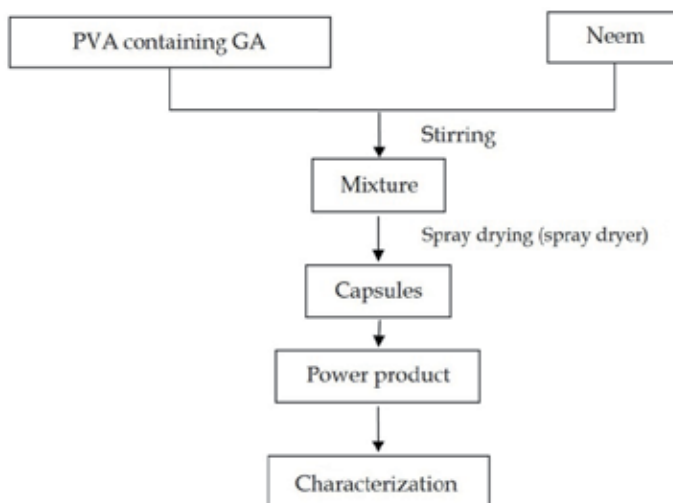 PVA containing GA
Neem
Stirring
Mixture
Spray drying (spray dryer)
Capsules
Power product
Characterization